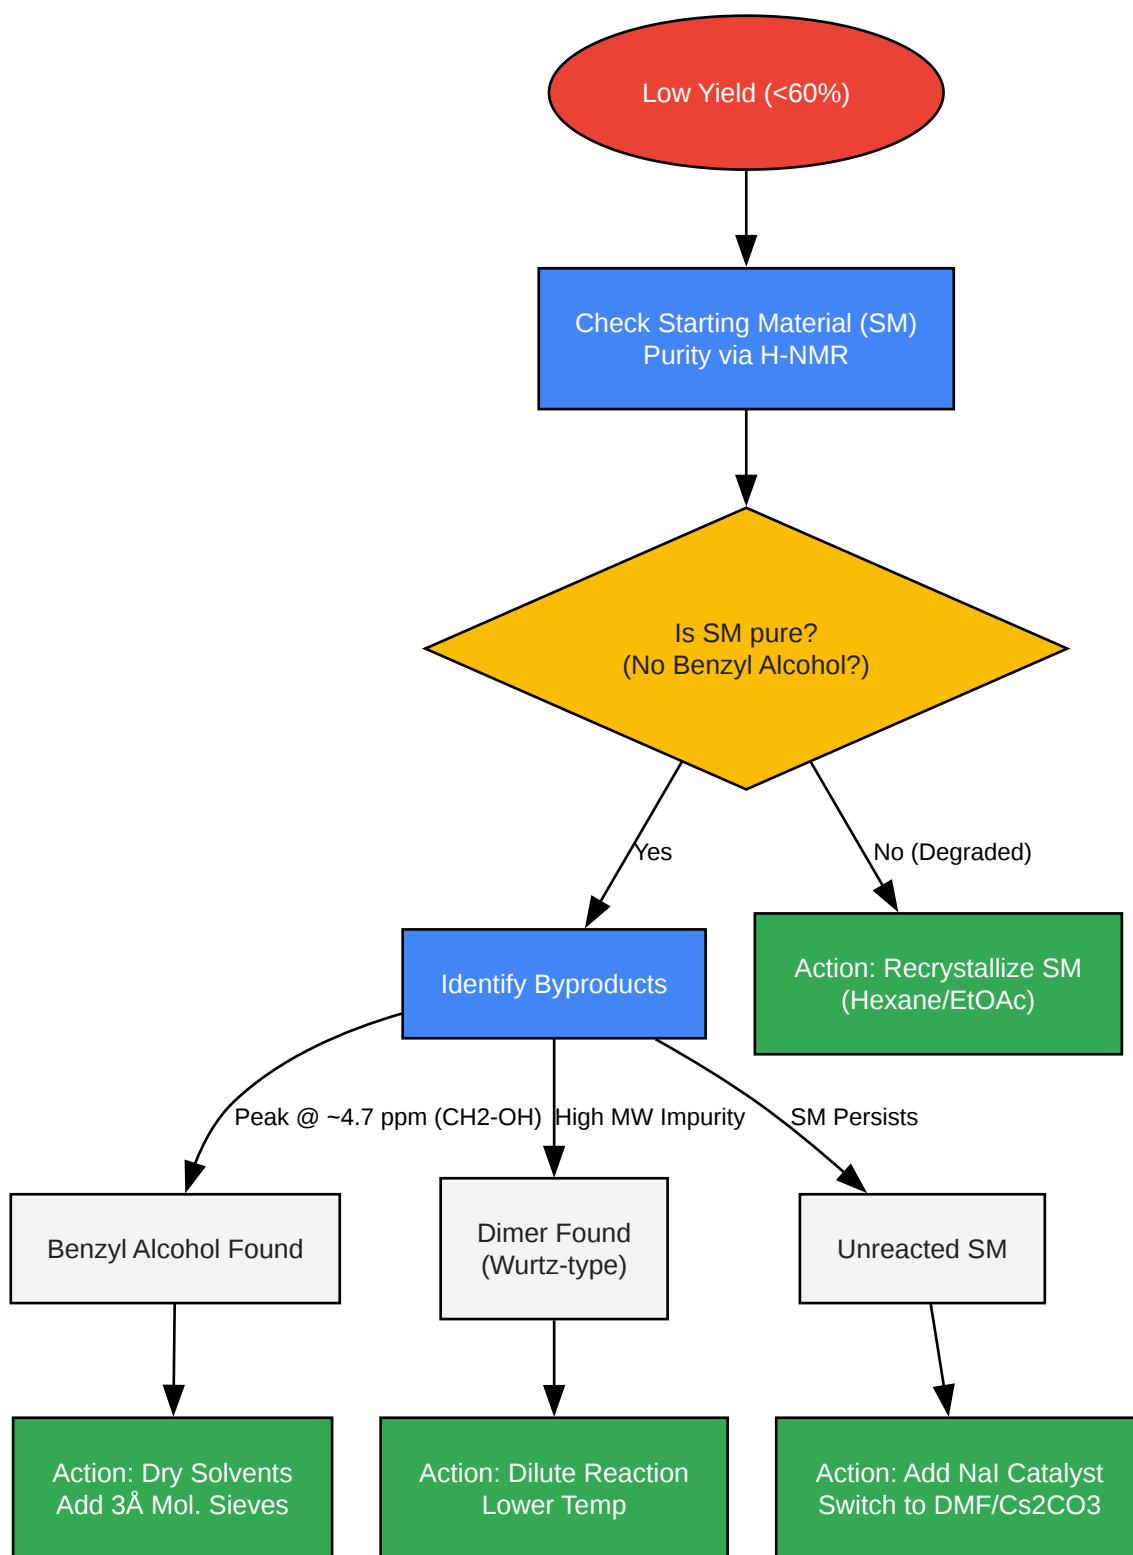 Low Yield (<60%)
Check Starting Material (SM)
Purity via H-NMR
Is SM pure?
(No Benzyl Alcohol?)
Yes
No (Degraded)
Identify Byproducts
Action: Recrystallize SM
(Hexane/EtOAc)
Peak @ ~4.7 ppm (CH2-OH)
High MW Impurity
SM Persists
Benzyl Alcohol Found
Dimer Found
(Wurtz-type)
Unreacted SM
Action: Dry Solvents
Add 3Å Mol. Sieves
Action: Dilute Reaction
Lower Temp
Action: Add NaI Catalyst
Switch to DMF/Cs2CO3